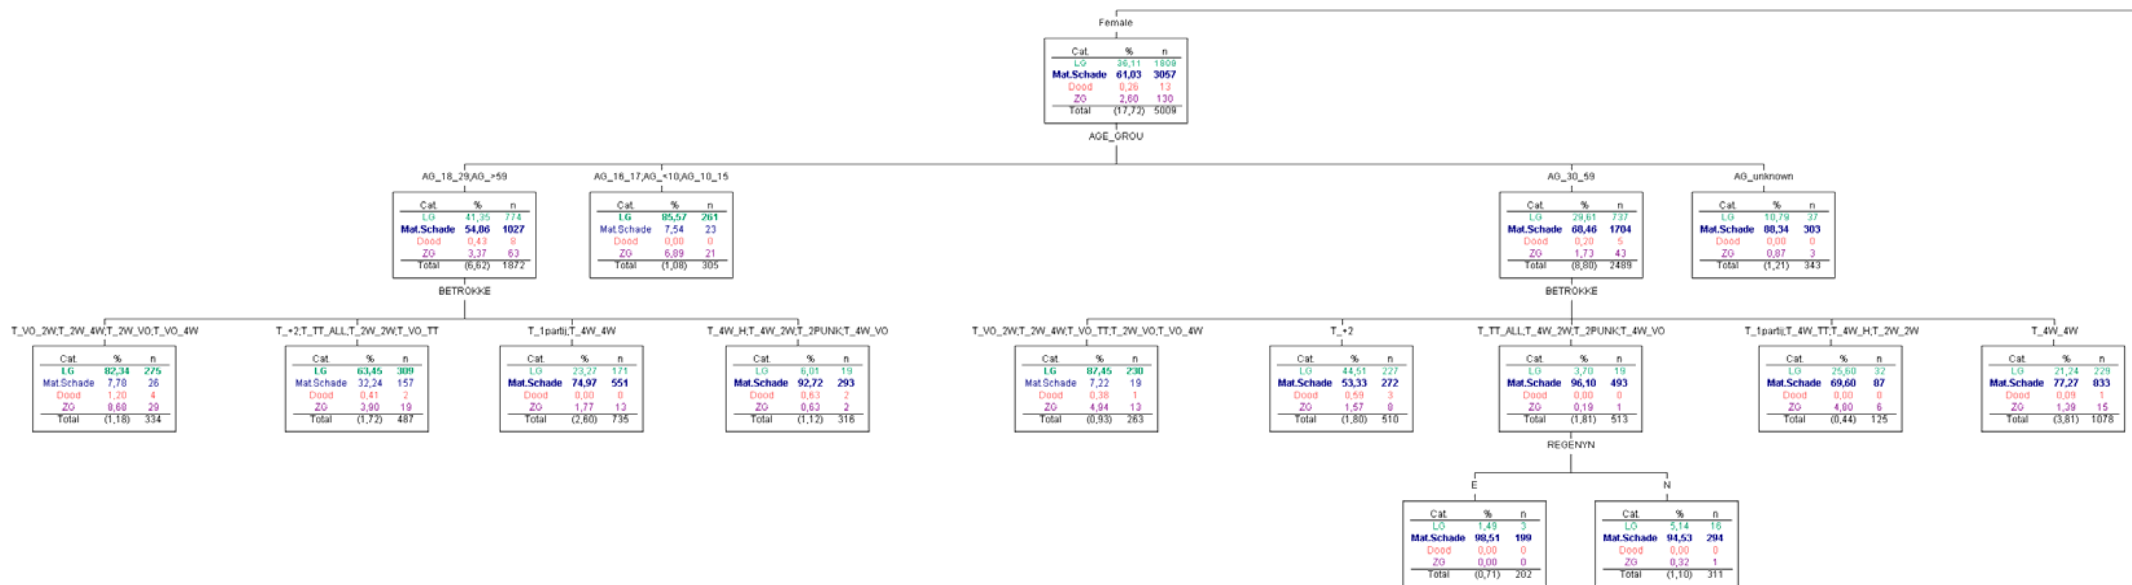 Female
Cat. % n
LG 36,11 1809
Mat.Schade 61,03 3057
Dood 0,26 13
ZG 2,60 130
Total (17,72) 5009
AGE_GROU
AG_18_29;AG_>59
Cat. % n
LG 41,35 774
Mat.Schade 54,86 1027
Dood 0,43 8
ZG 3,37 63
Total (6,62) 1872
BETROKKE
AG_16_17;AG_<10;AG_10_15
Cat. % n
LG 85,57 261
Mat.Schade 7,54 23
Dood 0,00 0
ZG 6,89 21
Total (1,08) 305
AG_30_59
Cat. % n
LG 29,61 737
Mat.Schade 68,46 1704
Dood 0,20 5
ZG 1,73 43
Total (8,80) 2489
BETROKKE
AG_unknown
Cat. % n
LG 10,79 37
Mat.Schade 88,34 303
Dood 0,00 0
ZG 0,87 3
Total (1,21) 343
T_VO_2W;T_2W_4W;T_2W_VO;T_VO_4W
Cat. % n
LG 82,34 275
Mat.Schade 7,78 26
Dood 1,20 4
ZG 8,68 29
Total (1,18) 334
T_+2;T_TT_ALL;T_2W_2W;T_VO_TT
Cat. % n
LG 63,45 309
Mat.Schade 32,24 157
Dood 0,41 2
ZG 3,90 19
Total (1,72) 487
T_1partij;T_4W_4W
Cat. % n
LG 23,27 171
Mat.Schade 74,97 551
Dood 0,00 0
ZG 1,77 13
Total (2,60) 735
T_4W_H;T_4W_2W;T_2PUNK;T_4W_VO
Cat. % n
LG 6,01 19
Mat.Schade 92,72 293
Dood 0,63 2
ZG 0,63 2
Total (1,12) 316
T_VO_2W;T_2W_4W;T_VO_TT;T_2W_VO;T_VO_4W
Cat. % n
LG 87,45 230
Mat.Schade 7,22 19
Dood 0,38 1
ZG 4,94 13
Total (0,93) 263
T_+2
Cat. % n
LG 44,51 227
Mat.Schade 53,33 272
Dood 0,59 3
ZG 1,57 8
Total (1,80) 510
T_TT_ALL;T_4W_2W;T_2PUNK;T_4W_VO
Cat. % n
LG 3,70 19
Mat.Schade 96,10 493
Dood 0,00 0
ZG 0,19 1
Total (1,81) 513
REGENYN
T_1partij;T_4W_TT;T_4W_H;T_2W_2W
Cat. % n
LG 25,60 32
Mat.Schade 69,60 87
Dood 0,00 0
ZG 4,80 6
Total (0,44) 125
T_4W_4W
Cat. % n
LG 21,24 229
Mat.Schade 77,27 833
Dood 0,09 1
ZG 1,39 15
Total (3,81) 1078
E
Cat. % n
LG 1,49 3
Mat.Schade 98,51 199
Dood 0,00 0
ZG 0,00 0
Total (0,71) 202
N
Cat. % n
LG 5,14 16
Mat.Schade 94,53 294
Dood 0,00 0
ZG 0,32 1
Total (1,10) 311